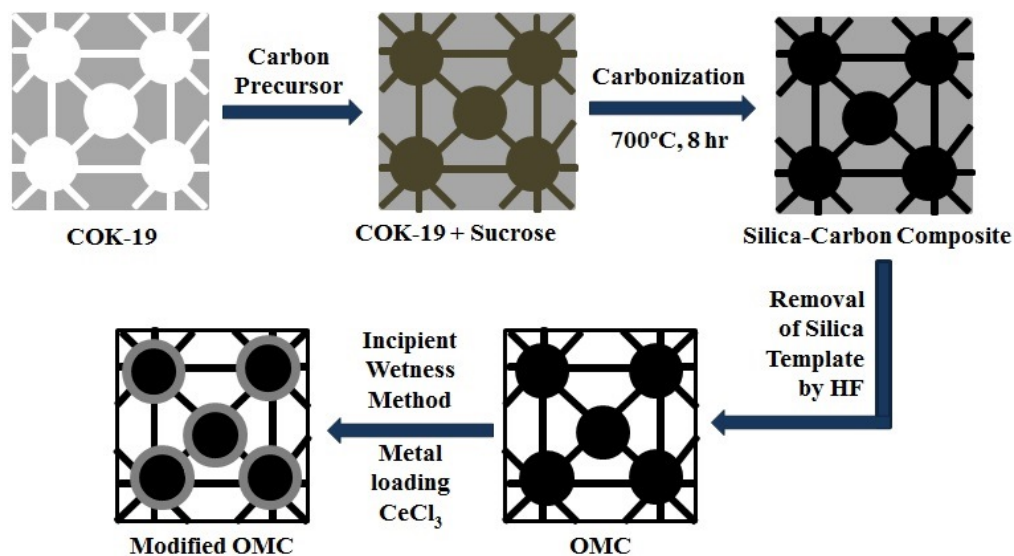 Carbon
Precursor
COK-19
COK-19 + Sucrose
Carbonization
700°C, 8 hr
Silica-Carbon Composite
Removal
of Silica
Template
by HF
OMC
Incipient
Wetness
Method
Metal
loading
CeCl₃
Modified OMC